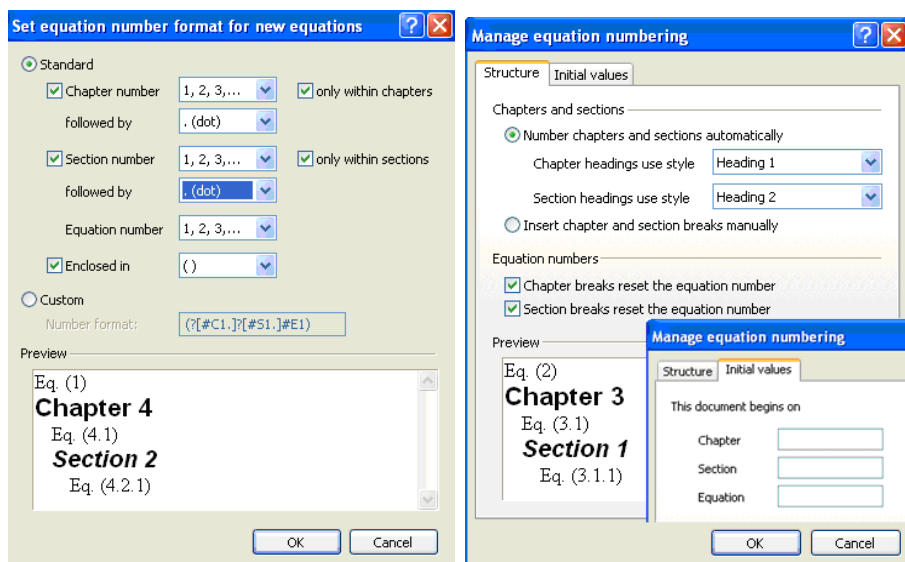 Set equation number format for new equations
Standard
Chapter number 1, 2, 3,... only within chapters
followed by . (dot)
Section number 1, 2, 3,... only within sections
followed by . (dot)
Equation number 1, 2, 3,...
Enclosed in ( )
Custom
Number format: (?[#C1.]?[#S1.]#E1)
Preview
Eq. (1)
Chapter 4
Eq. (4.1)
Section 2
Eq. (4.2.1)
OK Cancel
Manage equation numbering
Structure Initial values
Chapters and sections
Number chapters and sections automatically
Chapter headings use style Heading 1
Section headings use style Heading 2
Insert chapter and section breaks manually
Equation numbers
Chapter breaks reset the equation number
Section breaks reset the equation number
Preview
Eq. (2)
Chapter 3
Eq. (3.1)
Section 1
Eq. (3.1.1)
Manage equation numbering
Structure Initial values
This document begins on
Chapter
Section
Equation
OK Cancel